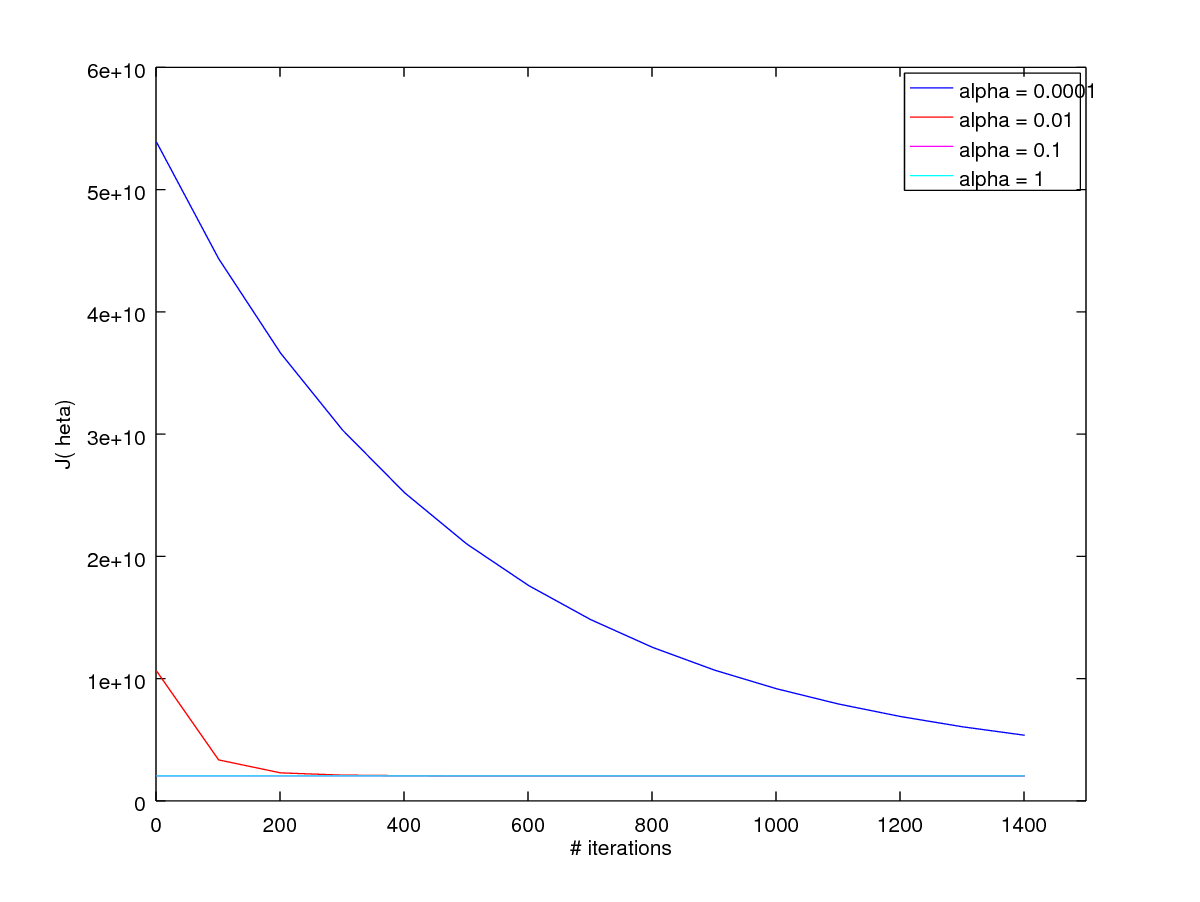 6e+10
5e+10
4e+10
3e+10
2e+10
1e+10
0
J( heta)
alpha = 0.0001
alpha = 0.01
alpha = 0.1
alpha = 1
0 200 400 600 800 1000 1200 1400
# iterations